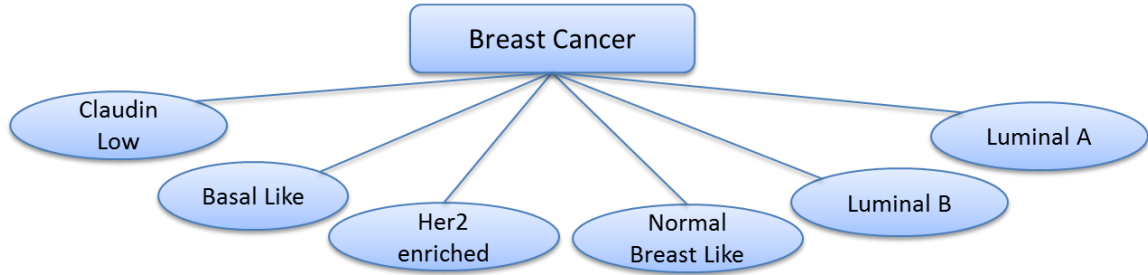 Breast Cancer
Claudin
Low
Basal Like
Her2
enriched
Normal
Breast Like
Luminal B
Luminal A